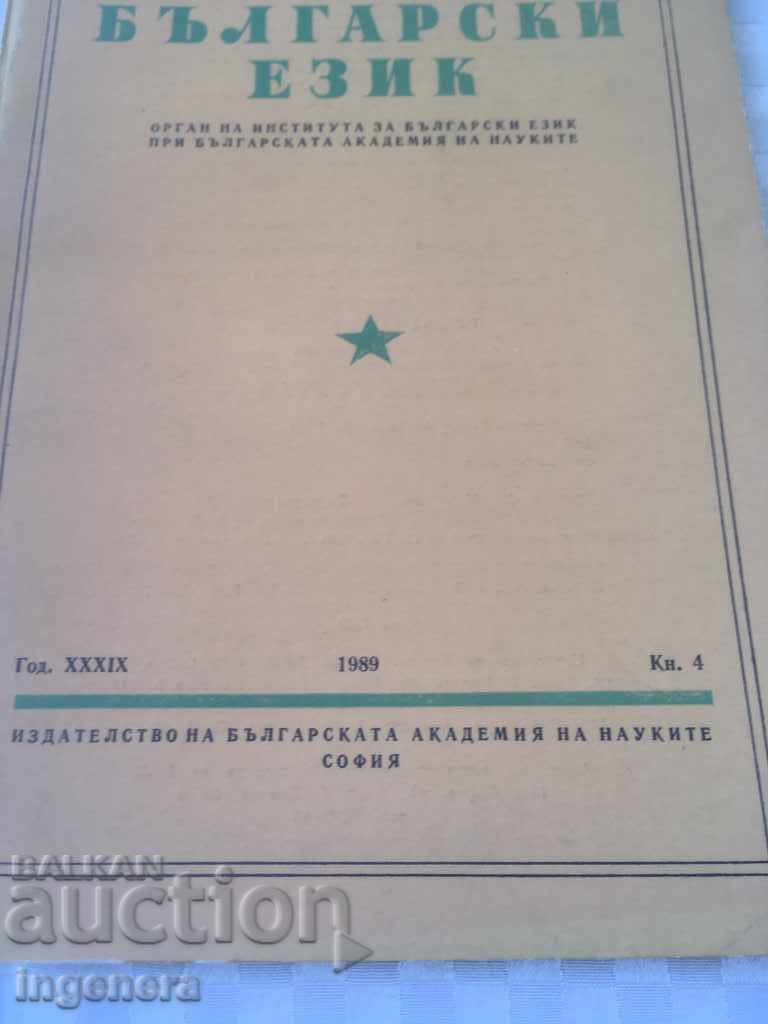 БЪЛГАРСКИ
ЕЗИК
ОРГАН НА ИНСТИТУТА ЗА БЪЛГАРСКИ ЕЗИК
ПРИ БЪЛГАРСКАТА АКАДЕМИЯ НА НАУКИТЕ
Год. XXXIX 1989 Кн. 4
ИЗДАТЕЛСТВО НА БЪЛГАРСКАТА АКАДЕМИЯ НА НАУКИТЕ
СОФИЯ
BALKAN
auction
ingenera